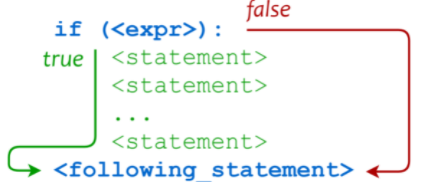 false
if (<expr>):
true <statement>
<statement>
...
<statement>
<following_statement>